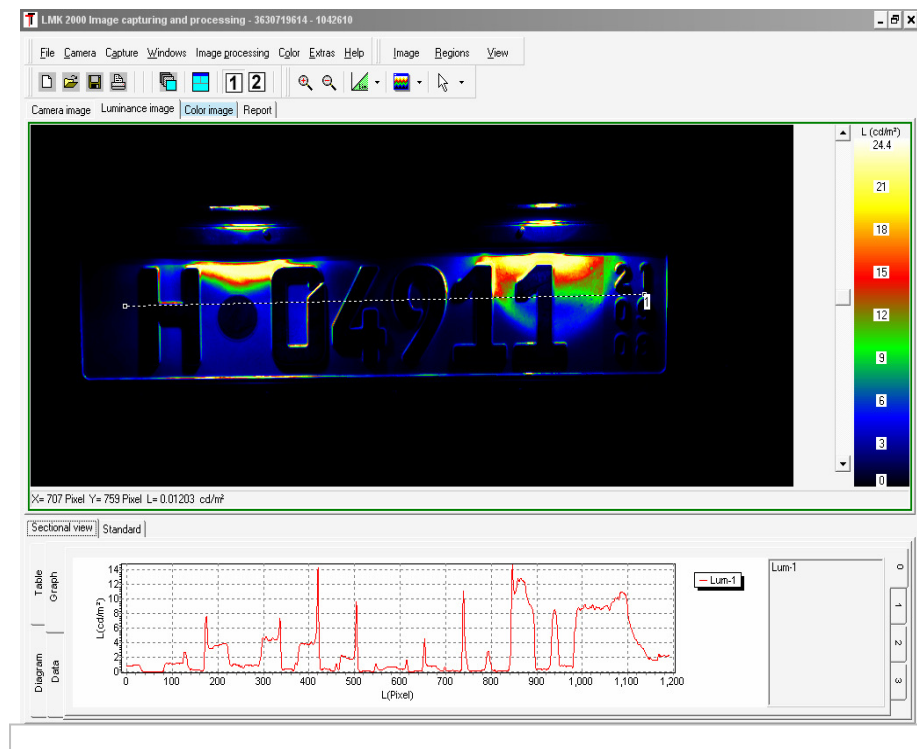 LMK 2000 Image capturing and processing - 3630719614 - 1042610
File Camera Capture Windows Image processing Color Extras Help Image Regions View
1 2
Camera image Luminance image Color image Report
L (cd/m²)
24.4
21
18
15
12
9
6
3
0
H 04911
1
X= 707 Pixel Y= 759 Pixel L= 0.01203 cd/m²
Sectional view Standard
Table
Graph
Diagram
Data
L(cd/m²)
14
10
8
6
4
2
0
0 100 200 300 400 500 600 700 800 900 1,000 1,100 1,200
L(Pixel)
Lum-1
Lum-1
0
1
2
3